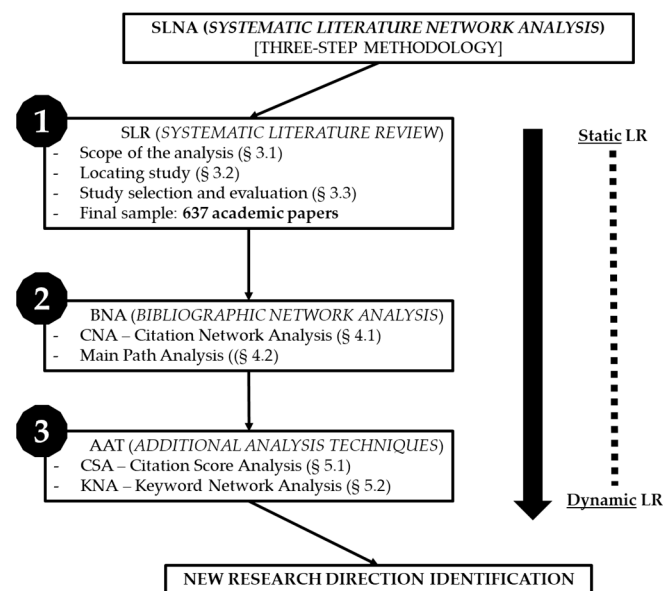 SLNA (SYSTEMATIC LITERATURE NETWORK ANALYSIS)
[THREE-STEP METHODOLOGY]
1
SLR (SYSTEMATIC LITERATURE REVIEW)
- Scope of the analysis (§ 3.1)
- Locating study (§ 3.2)
- Study selection and evaluation (§ 3.3)
- Final sample: 637 academic papers
Static LR
2
BNA (BIBLIOGRAPHIC NETWORK ANALYSIS)
- CNA – Citation Network Analysis (§ 4.1)
- Main Path Analysis ((§ 4.2)
3
AAT (ADDITIONAL ANALYSIS TECHNIQUES)
- CSA – Citation Score Analysis (§ 5.1)
- KNA – Keyword Network Analysis (§ 5.2)
Dynamic LR
NEW RESEARCH DIRECTION IDENTIFICATION